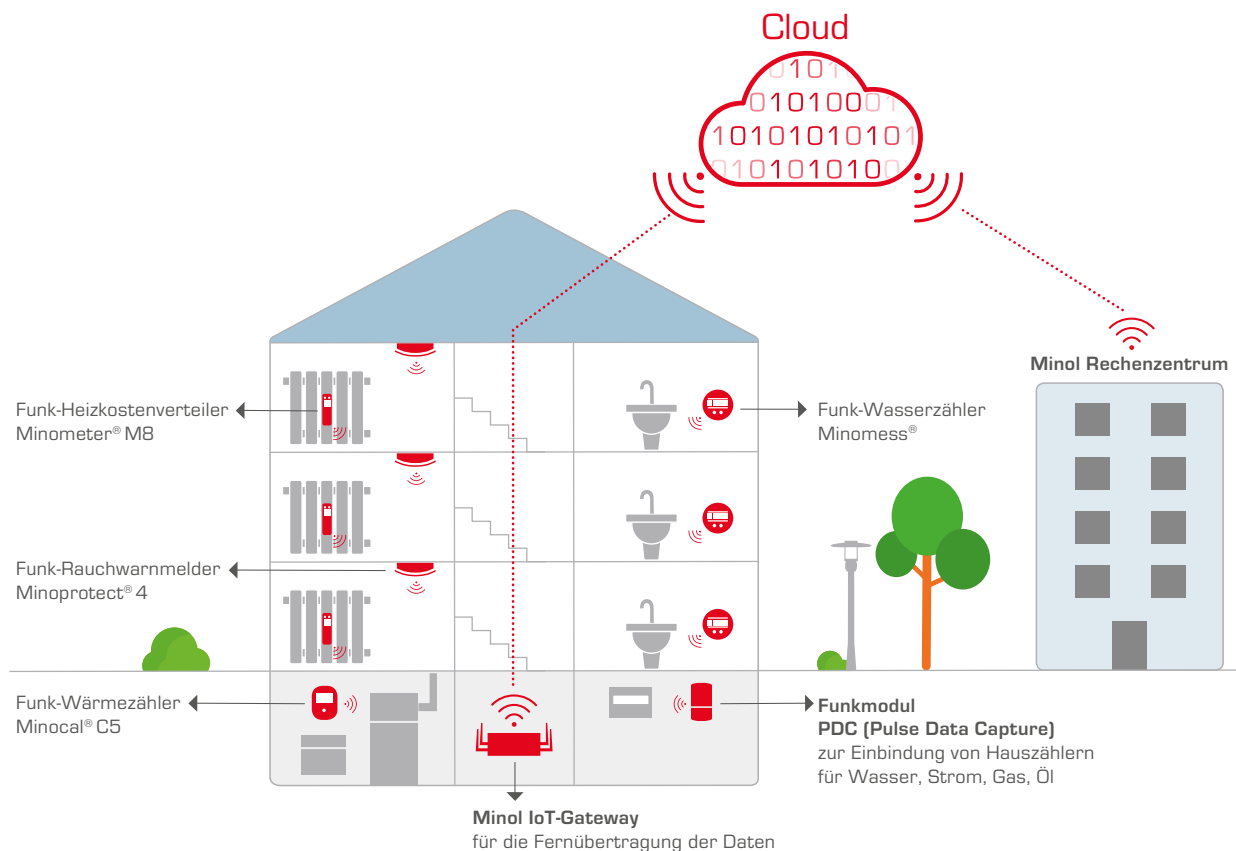 Cloud
0101
01010001
10101010101
010101010 0
Minol Rechenzentrum
Funk-Heizkostenverteiler
Minometer® M8
Funk-Wasserzähler
Minomess®
Funk-Rauchwarnmelder
Minoprotect® 4
Funk-Wärmezähler
Minocal® C5
Funkmodul
PDC (Pulse Data Capture)
zur Einbindung von Hauszählern
für Wasser, Strom, Gas, Öl
Minol IoT-Gateway
für die Fernübertragung der Daten